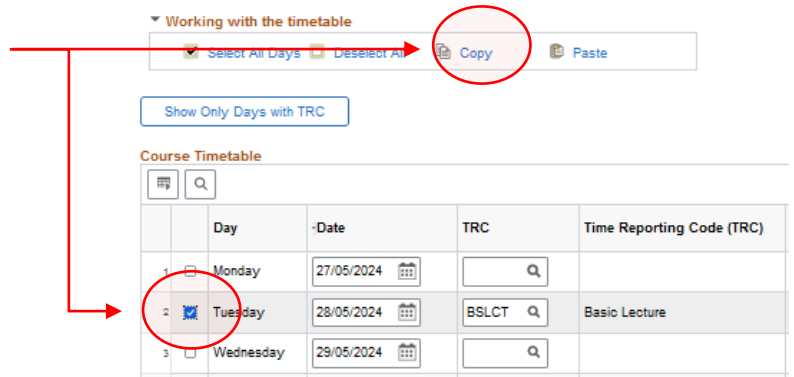 Working with the timetable
Select All Days Deselect All Copy Paste
Show Only Days with TRC
Course Timetable
Day -Date TRC Time Reporting Code (TRC)
1 Monday 27/05/2024
2 Tuesday 28/05/2024 BSLCT Basic Lecture
3 Wednesday 29/05/2024